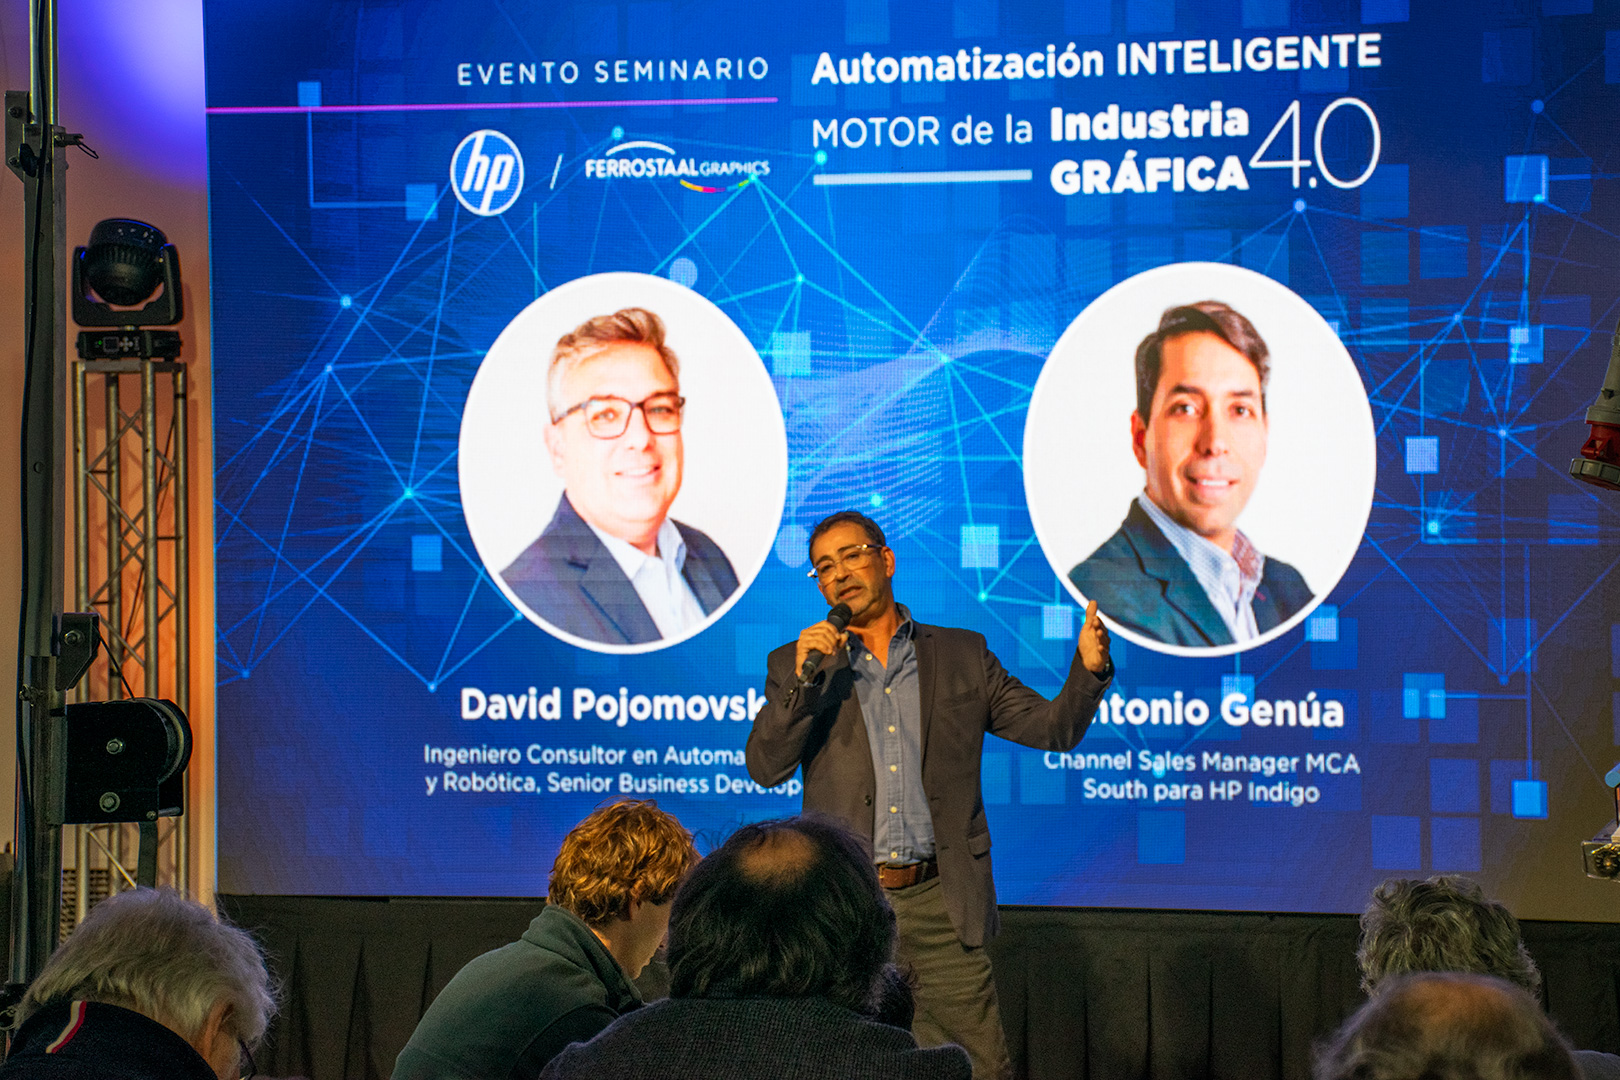 EVENTO SEMINARIO
hp / FERROSTAAL GRAPHICS
Automatización INTELIGENTE
MOTOR de la Industria
GRÁFICA 4.0
David Pojomovsk
Ingeniero Consultor en Automa
y Robótica, Senior Business Develop
ntonio Genúa
Channel Sales Manager MCA
South para HP Indigo